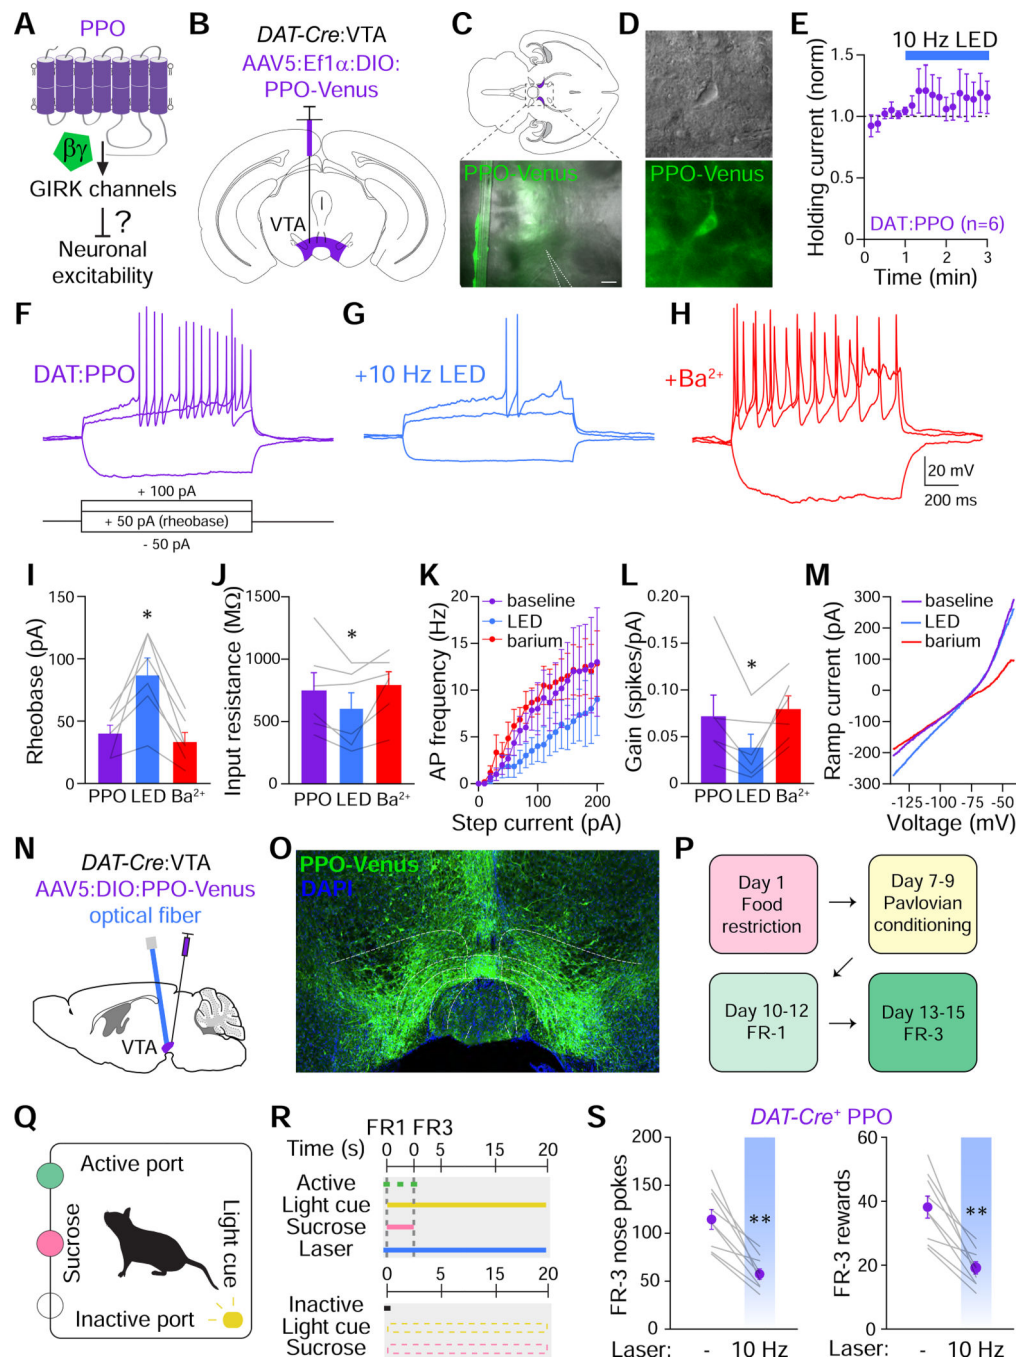 A
PPO
βγ
GIRK channels
?
Neuronal
excitability
B
DAT-Cre:VTA
AAV5:Ef1α:DIO:
PPO-Venus
VTA
C
PPO-Venus
D
PPO-Venus
E
10 Hz LED
Holding current (norm)
1.5
1.0
0.5
0
0 1 2 3
Time (min)
DAT:PPO (n=6)
F
DAT:PPO
+ 100 pA
+ 50 pA (rheobase)
- 50 pA
G
+10 Hz LED
H
+Ba²⁺
20 mV
200 ms
I
Rheobase (pA)
150
100
50
0
*
PPO LED Ba²⁺
J
Input resistance (MΩ)
1500
1000
500
0
*
PPO LED Ba²⁺
K
AP frequency (Hz)
20
15
10
5
0
baseline
LED
barium
0 100 200
Step current (pA)
L
Gain (spikes/pA)
0.20
0.15
0.10
0.05
0
*
PPO LED Ba²⁺
M
Ramp current (pA)
300
200
100
0
-100
-200
-300
baseline
LED
barium
-125 -100 -75 -50
Voltage (mV)
N
DAT-Cre:VTA
AAV5:DIO:PPO-Venus
optical fiber
VTA
O
PPO-Venus
DAPI
P
Day 1
Food
restriction
Day 7-9
Pavlovian
conditioning
Day 10-12
FR-1
Day 13-15
FR-3
Q
Active port
Sucrose
Light cue
Inactive port
R
FR1 FR3
Time (s) 0 0 5 15 20
Active
Light cue
Sucrose
Laser
0 5 15 20
Inactive
Light cue
Sucrose
S
DAT-Cre⁺ PPO
FR-3 nose pokes
200
150
100
50
0
**
Laser: - 10 Hz
FR-3 rewards
60
40
20
0
**
Laser: - 10 Hz